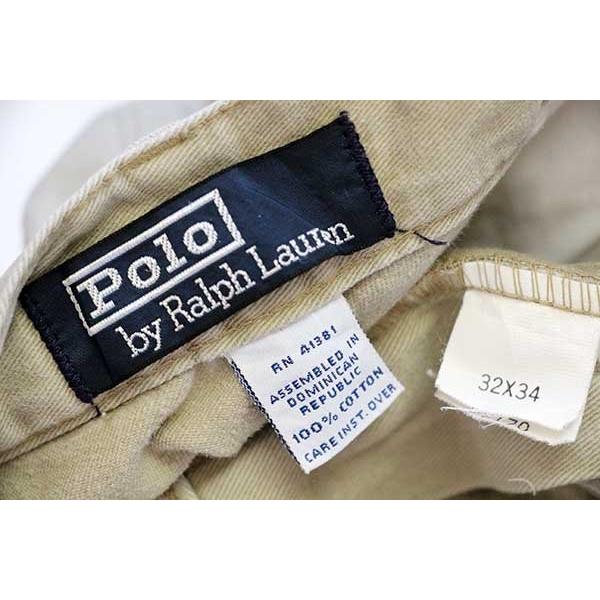 Polo
by Ralph Lauren
RN 41381
ASSEMBLED IN
DOMINICAN
REPUBLIC
100% COTTON
CARE INST. OVER
32X34